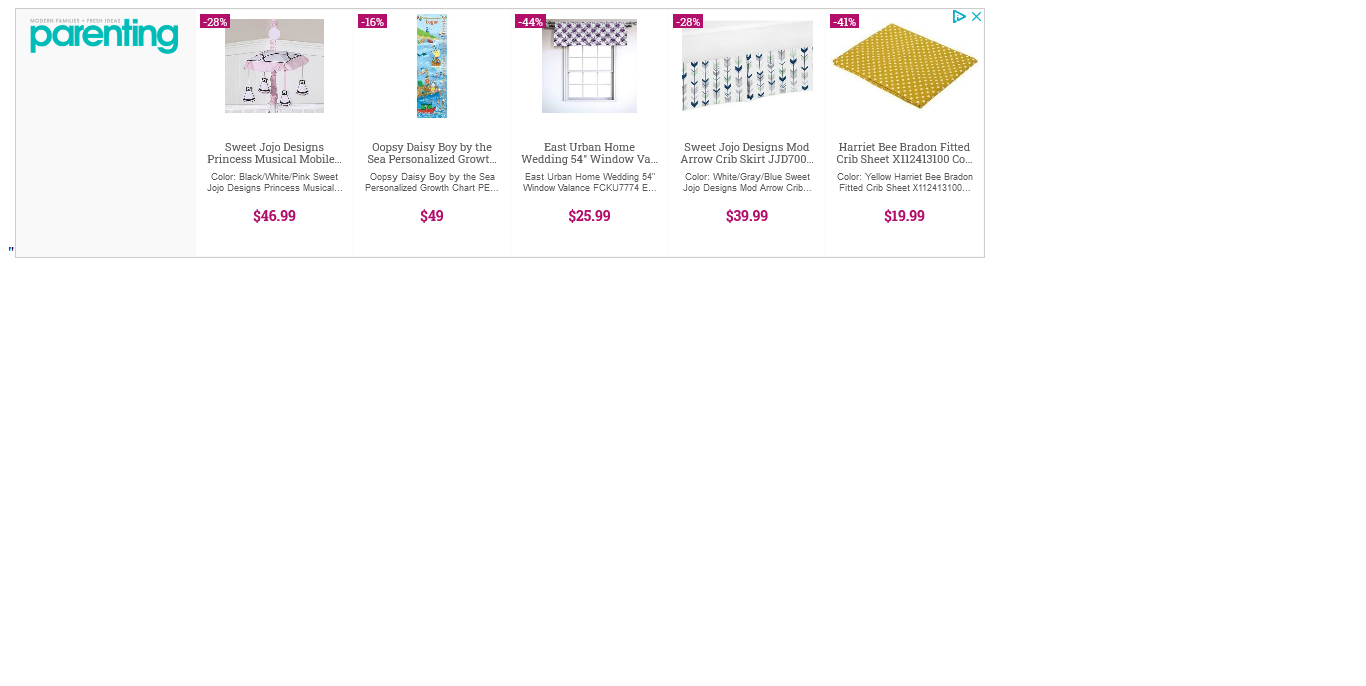 MODERN FAMILIES + FRESH IDEAS
parenting
-28%
Sweet Jojo Designs
Princess Musical Mobile...
Color: Black/White/Pink Sweet
Jojo Designs Princess Musical...
$46.99
-16%
Oopsy Daisy Boy by the
Sea Personalized Growt...
Oopsy Daisy Boy by the Sea
Personalized Growth Chart PE...
$49
-44%
East Urban Home
Wedding 54" Window Va...
East Urban Home Wedding 54"
Window Valance FCKU7774 E...
$25.99
-28%
Sweet Jojo Designs Mod
Arrow Crib Skirt JJD700...
Color: White/Gray/Blue Sweet
Jojo Designs Mod Arrow Crib...
$39.99
-41%
Harriet Bee Bradon Fitted
Crib Sheet X112413100 Co...
Color: Yellow Harriet Bee Bradon
Fitted Crib Sheet X112413100...
$19.99
"